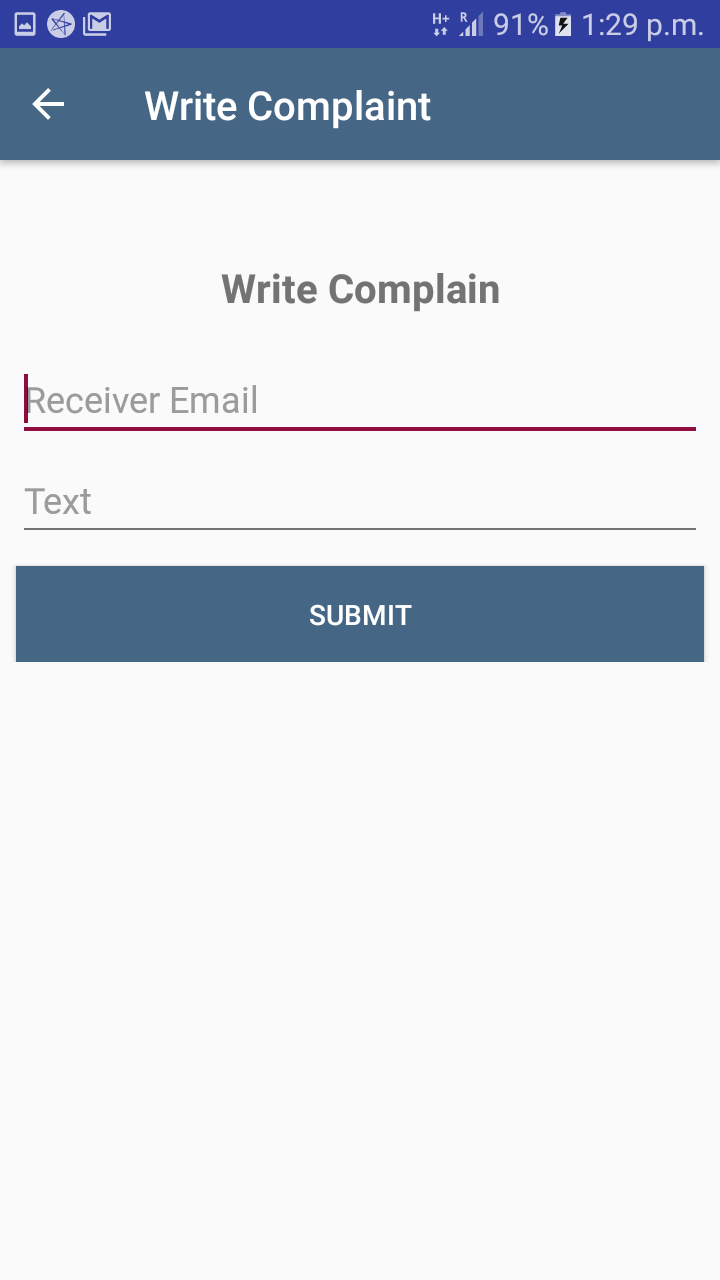 H+ R 91% 1:29 p.m.
Write Complaint
Write Complain
Receiver Email
Text
SUBMIT